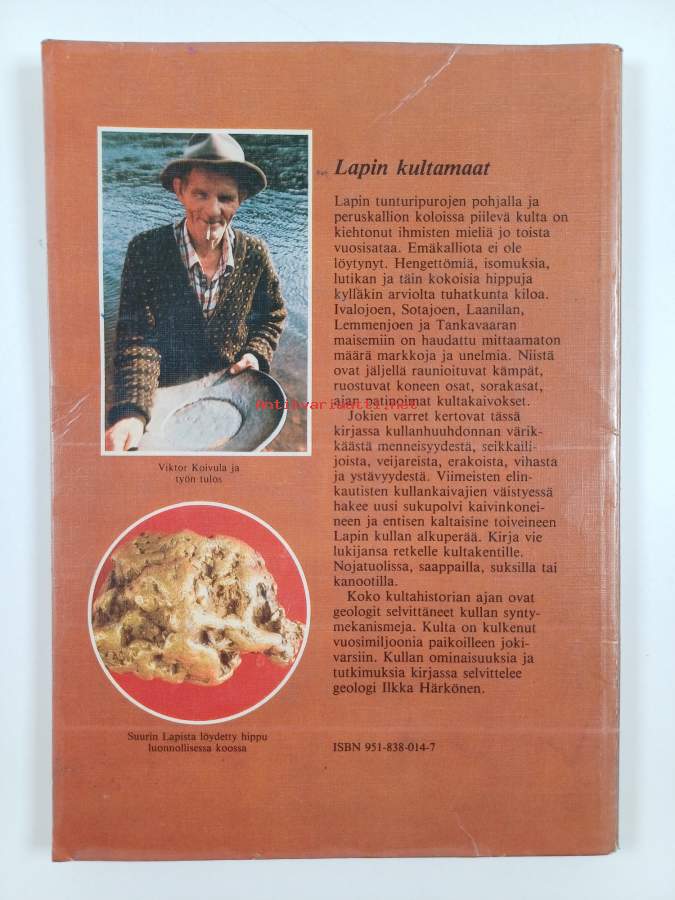 Lapin kultamaat
Lapin tunturipurojen pohjalla ja
peruskallion koloissa piilevä kulta on
kiehtonut ihmisten mieliä jo toista
vuosisataa. Emäkalliota ei ole
löytynyt. Hengettömiä, isomuksia,
lutikan ja täin kokoisia hippuja
kylläkin arviolta tuhatkunta kiloa.
Ivalojoen, Sotajoen, Laanilan,
Lemmenjoen ja Tankavaaran
maisemiin on haudattu mittaamaton
määrä markkoja ja unelmia. Niistä
ovat jäljellä raunioituvat kämpät,
ruostuvat koneen osat, sorakasat,
ajan patinoimat kultakaivokset.
Jokien varret kertovat tässä
kirjassa kullanhuuhdonnan värik-
käästä menneisyydestä, seikkaili-
joista, veijareista, erakoista, vihasta
ja ystävyydestä. Viimeisten elin-
kautisten kullankaivajien väistyessä
hakee uusi sukupolvi kaivinkonei-
neen ja entisen kaltaisine toiveineen
Lapin kullan alkuperää. Kirja vie
lukijansa retkelle kultakentille.
Nojatuolissa, saappailla, suksilla tai
kanootilla.
Koko kultahistorian ajan ovat
geologit selvittäneet kullan synty-
mekanismeja. Kulta on kulkenut
vuosimiljoonia paikoilleen joki-
varsiin. Kullan ominaisuuksia ja
tutkimuksia kirjassa selvittelee
geologi Ilkka Härkönen.
ISBN 951-838-014-7
Viktor Koivula ja
työn tulos
Suurin Lapista löydetty hippu
luonnollisessa koossa
antikvariaatti.net